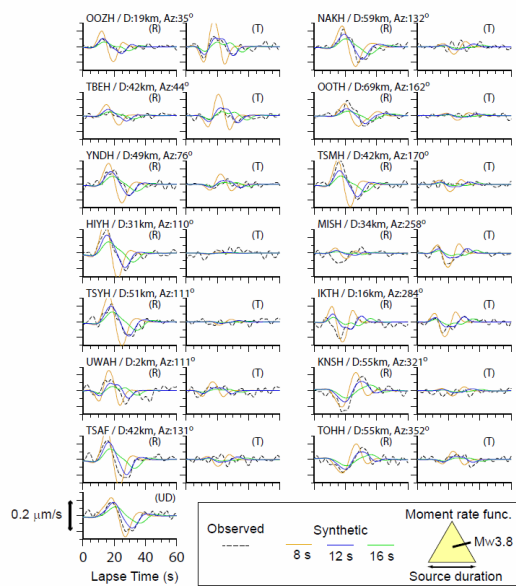 OOZH / D:19km, Az:35°
(R) (T)
TBEH / D:42km, Az:44°
(R) (T)
YNDH / D:49km, Az:76°
(R) (T)
HIYH / D:31km, Az:110°
(R) (T)
TSYH / D:51km, Az:111°
(R) (T)
UWAH / D:2km, Az:111°
(R) (T)
TSAF / D:42km, Az:131°
(R) (T)
(UD)
0.2 μm/s
0 20 40 60
Lapse Time (s)
NAKH / D:59km, Az:132°
(R) (T)
OOTH / D:69km, Az:162°
(R) (T)
TSMH / D:42km, Az:170°
(R) (T)
MISH / D:34km, Az:258°
(R) (T)
IKTH / D:16km, Az:284°
(R) (T)
KNSH / D:55km, Az:321°
(R) (T)
TOHH / D:55km, Az:352°
(R) (T)
Observed Synthetic
8 s 12 s 16 s
Moment rate func.
Mw3.8
Source duration